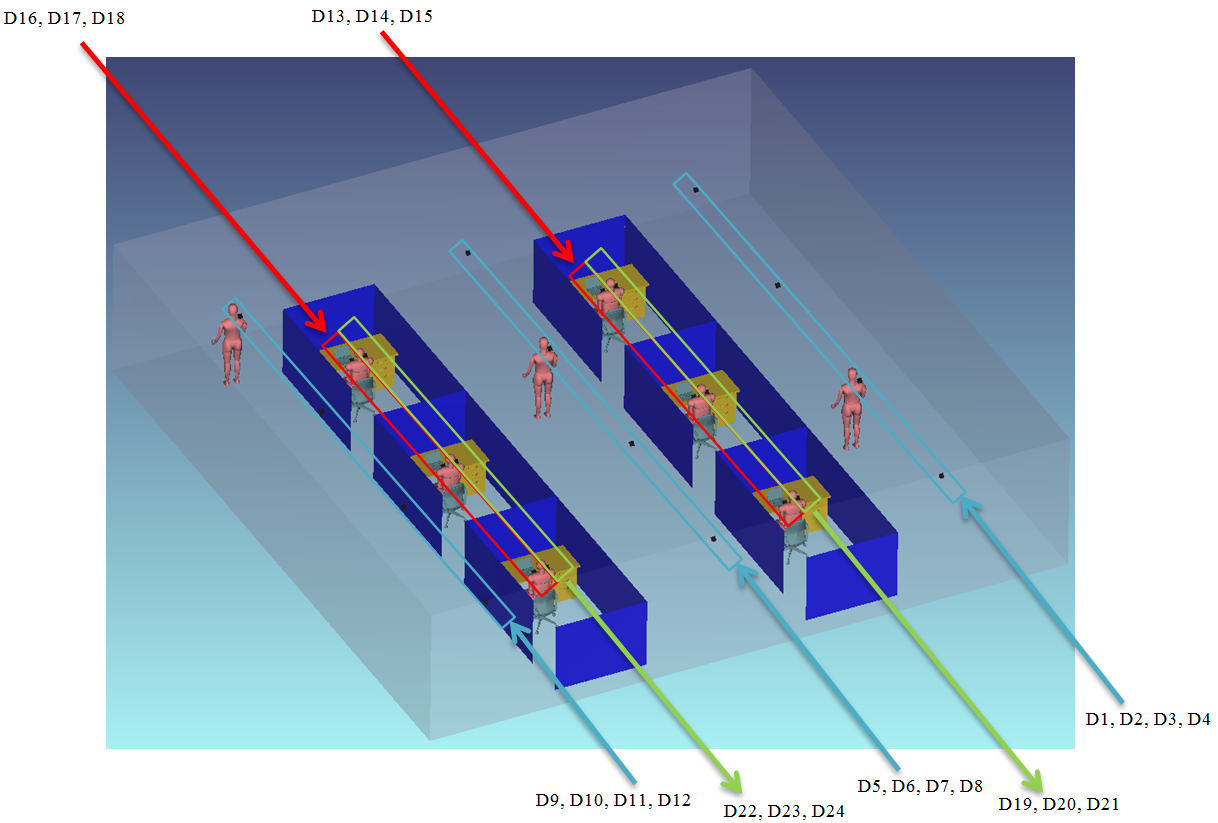 D16, D17, D18
D13, D14, D15
D1, D2, D3, D4
D5, D6, D7, D8
D9, D10, D11, D12
D19, D20, D21
D22, D23, D24